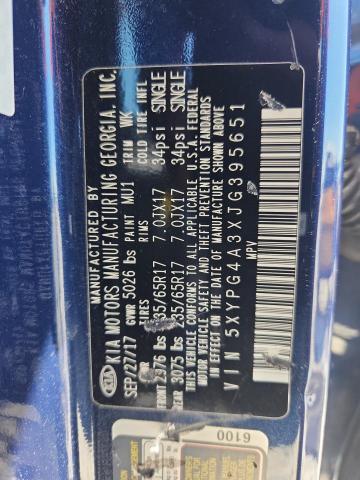 MANUFACTURED BY
KIA MOTORS MANUFACTURING GEORGIA, INC.
SEP/27/17 PAINT MU1 TRIM WK
GVWR 5026 lbs TIRES RIMS COLD TIRE INFL
FRONT 2376 lbs 235/65R17 7.0JX17 34psi SINGLE
REAR 3075 lbs 235/65R17 7.0JX17 34psi SINGLE
THIS VEHICLE CONFORMS TO ALL APPLICABLE U.S.A. FEDERAL
MOTOR VEHICLE SAFETY AND THEFT PREVENTION STANDARDS
IN EFFECT ON THE DATE OF MANUFACTURE SHOWN ABOVE
VIN 5XYPG4A3XJG395651
MPV
6100